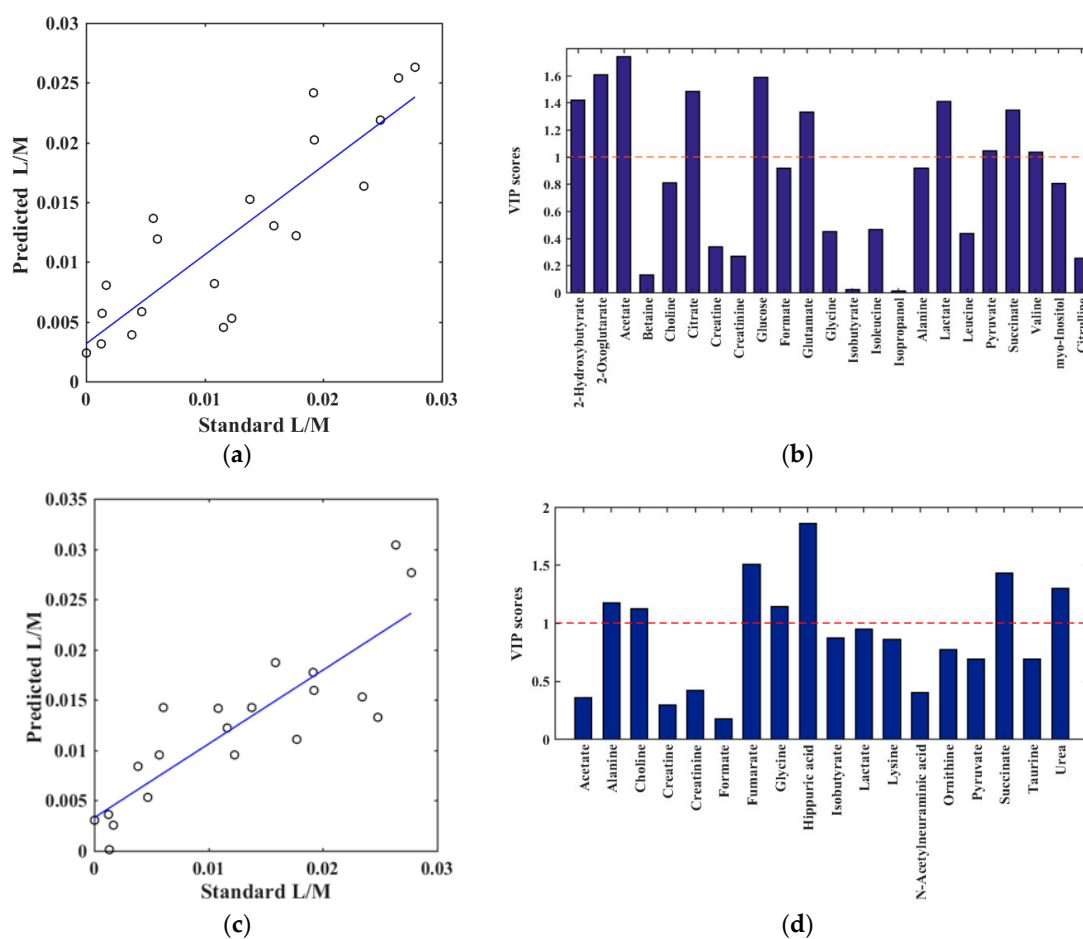 0.03
0.025
0.02
0.015
0.01
0.005
0
0
0.01
0.02
0.03
Predicted L/M
Standard L/M
(a)
1.6
1.4
1.2
1
0.8
0.6
0.4
0.2
0
VIP scores
2-Hydroxybutyrate
2-Oxoglutarate
Acetate
Betaine
Choline
Citrate
Creatine
Creatinine
Glucose
Formate
Glutamate
Glycine
Isobutyrate
Isoleucine
Isopropanol
Alanine
Lactate
Leucine
Pyruvate
Succinate
Valine
myo-Inositol
Citrulline
(b)
0.035
0.03
0.025
0.02
0.015
0.01
0.005
0
0
0.01
0.02
0.03
Predicted L/M
Standard L/M
(c)
2
1.5
1
0.5
0
VIP scores
Acetate
Alanine
Choline
Creatine
Creatinine
Formate
Fumarate
Glycine
Hippuric acid
Isobutyrate
Lactate
Lysine
N-Acetylneuraminic acid
Ornithine
Pyruvate
Succinate
Taurine
Urea
(d)